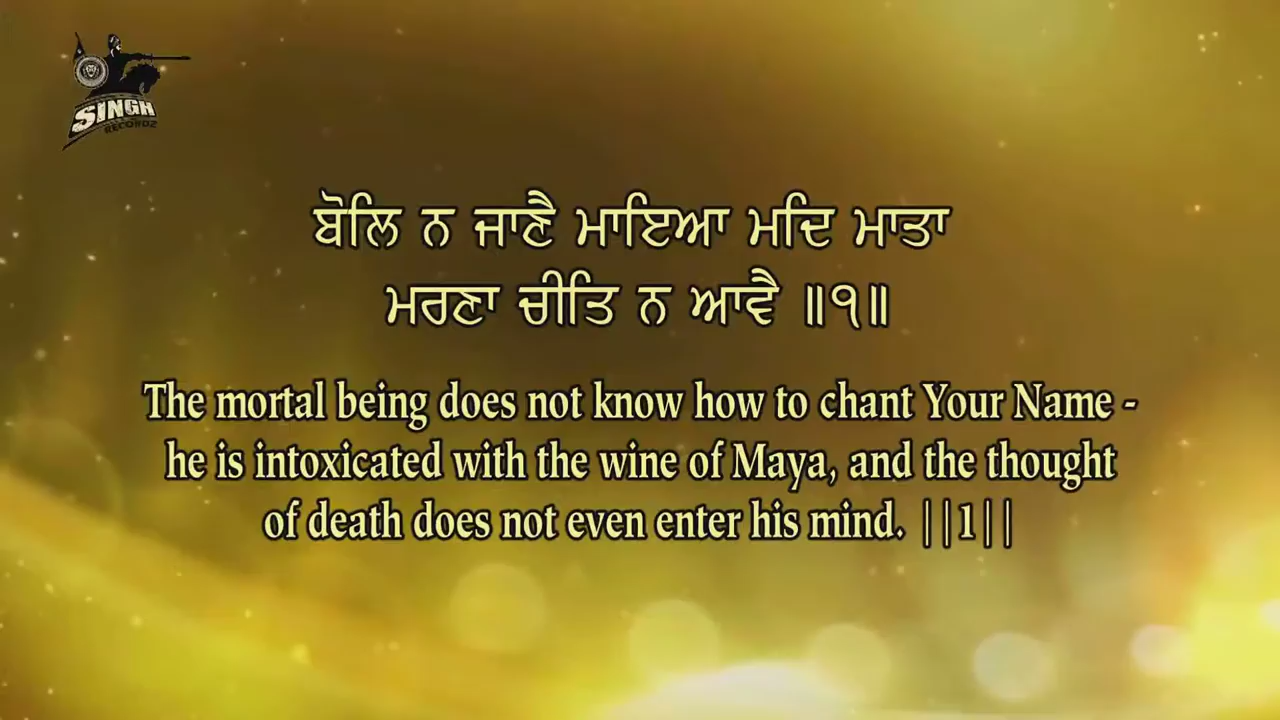 SINGH
RECORDZ
ਬੋਲਿ ਨ ਜਾਣੈ ਮਾਇਆ ਮਦਿ ਮਾਤਾ
ਮਰਣਾ ਚੀਤਿ ਨ ਆਵੈ ॥੧॥
The mortal being does not know how to chant Your Name -
he is intoxicated with the wine of Maya, and the thought
of death does not even enter his mind. ||1||